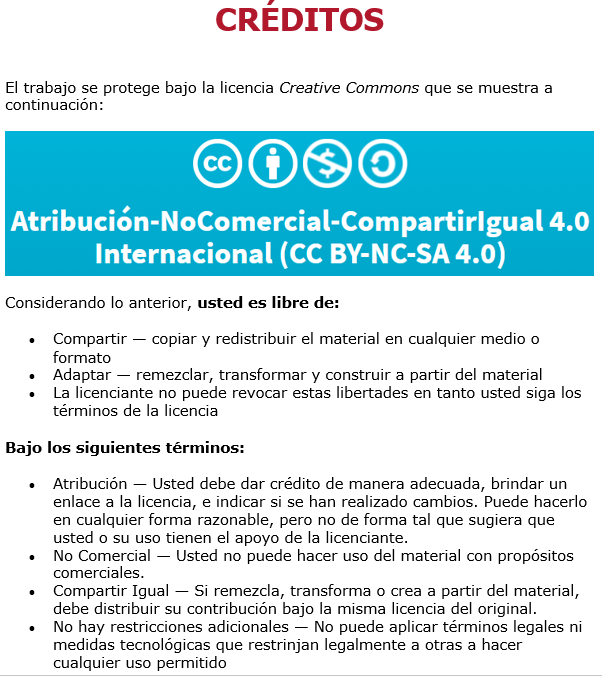 CRÉDITOS
El trabajo se protege bajo la licencia Creative Commons que se muestra a
continuación:
Atribución-NoComercial-CompartirIgual 4.0
Internacional (CC BY-NC-SA 4.0)
Considerando lo anterior, usted es libre de:
• Compartir — copiar y redistribuir el material en cualquier medio o
formato
• Adaptar — remezclar, transformar y construir a partir del material
• La licenciante no puede revocar estas libertades en tanto usted siga los
términos de la licencia
Bajo los siguientes términos:
• Atribución — Usted debe dar crédito de manera adecuada, brindar un
enlace a la licencia, e indicar si se han realizado cambios. Puede hacerlo
en cualquier forma razonable, pero no de forma tal que sugiera que
usted o su uso tienen el apoyo de la licenciante.
• No Comercial — Usted no puede hacer uso del material con propósitos
comerciales.
• Compartir Igual — Si remezcla, transforma o crea a partir del material,
debe distribuir su contribución bajo la misma licencia del original.
• No hay restricciones adicionales — No puede aplicar términos legales ni
medidas tecnológicas que restrinjan legalmente a otras a hacer
cualquier uso permitido